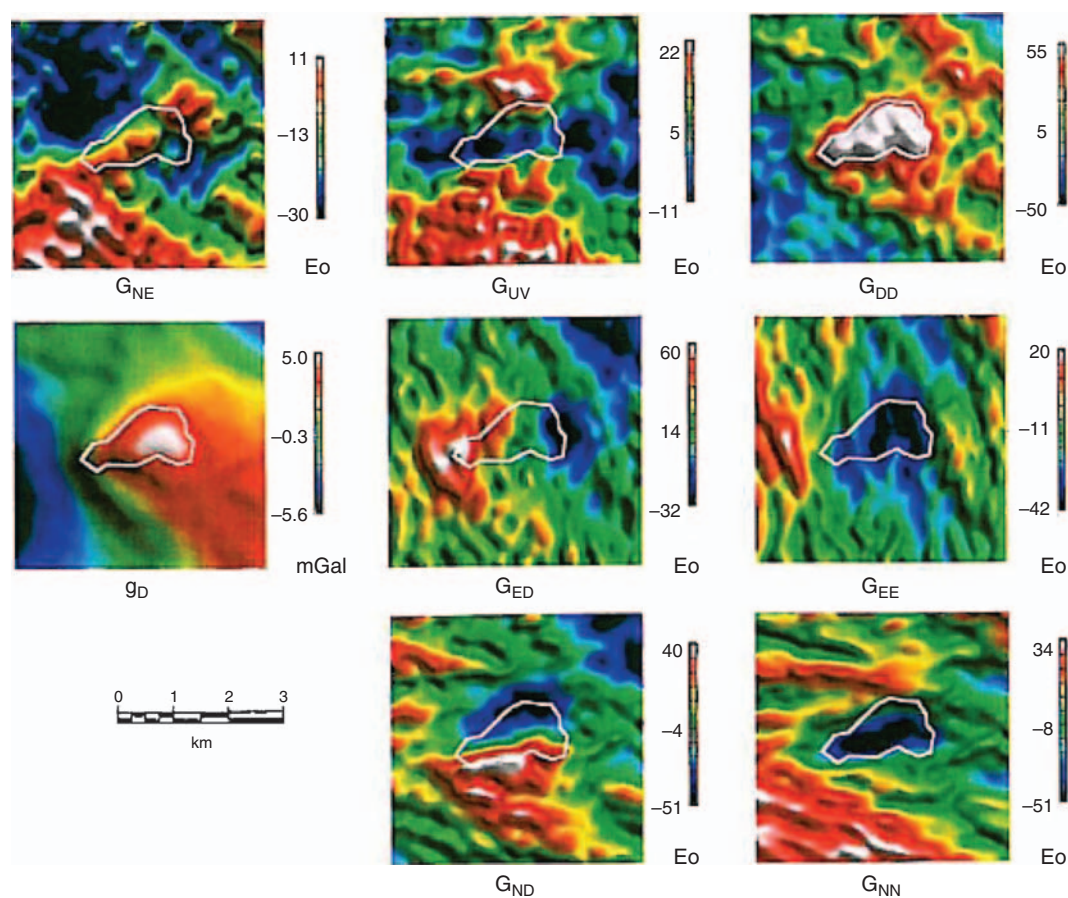 11
–13
–30
Eo
G_NE
22
5
–11
Eo
G_UV
55
5
–50
Eo
G_DD
5.0
–0.3
–5.6
mGal
g_D
60
14
–32
Eo
G_ED
20
–11
–42
Eo
G_EE
0 1 2 3
km
40
–4
–51
Eo
G_ND
34
–8
–51
Eo
G_NN